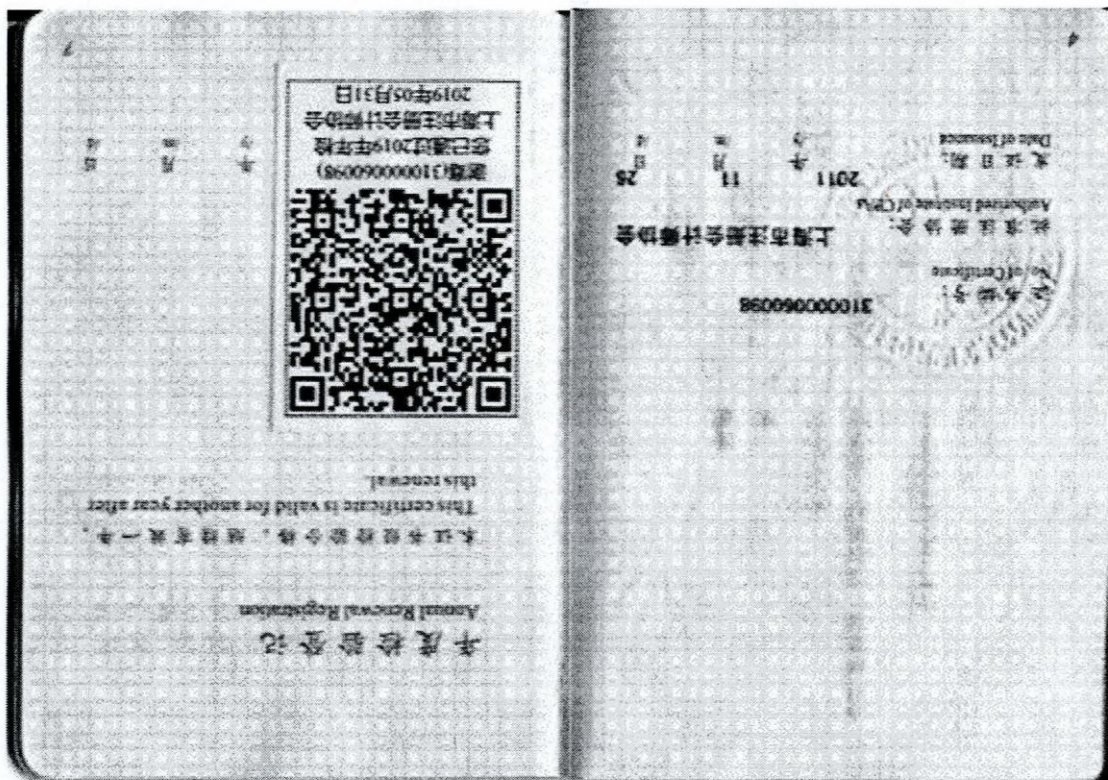 证书编号：
No. of Certificate
310000060098
批准注册协会：
Authorized Institute of CPAs
上海市注册会计师协会
发证日期：
Date of Issuance
2011 年 11 月 28 日
/y /m /d
4
年度检验登记
Annual Renewal Registration
本证书经检验合格，继续有效一年。
This certificate is valid for another year after
this renewal.
(310000060098)
您已通过2019年年检
上海市注册会计师协会
2019年05月31日
年 月 日
/y /m /d